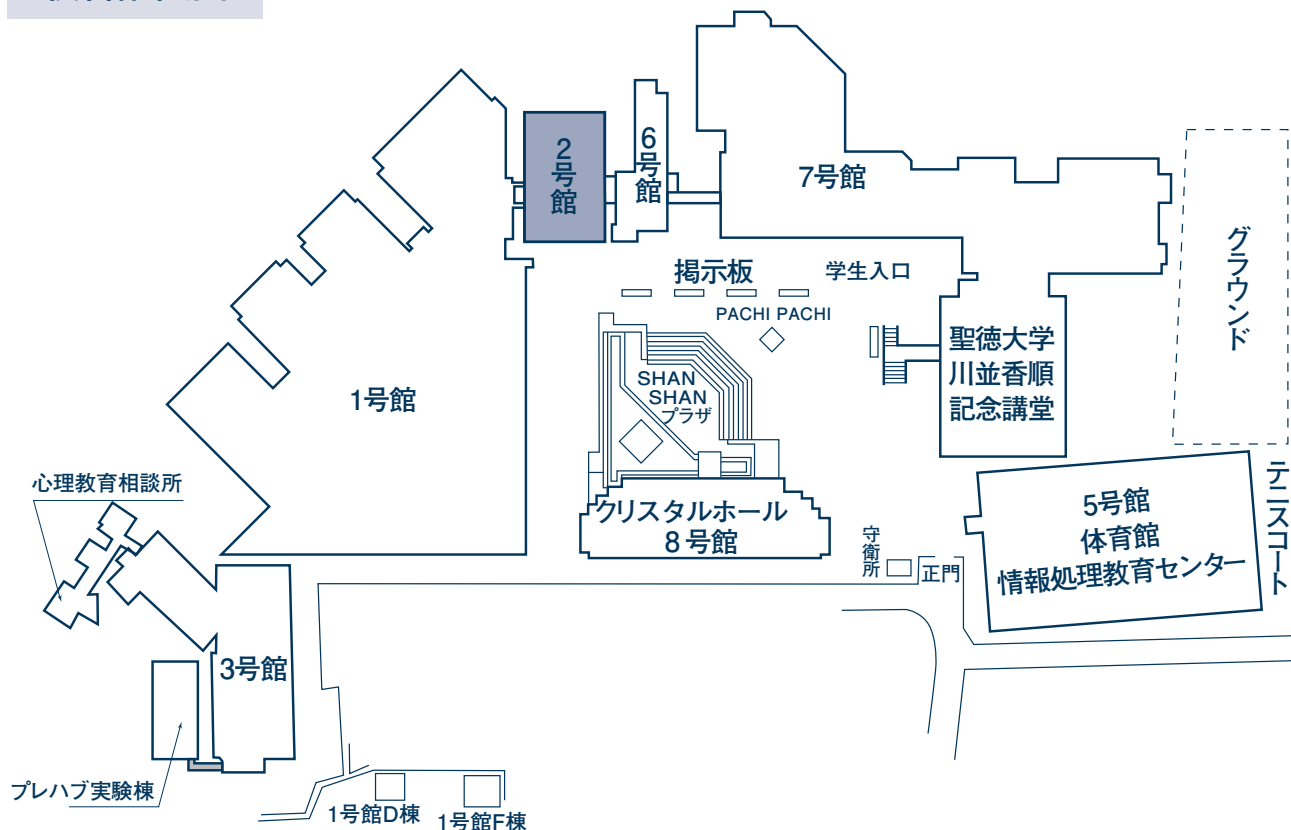 2号館
6号館
7号館
グラウンド
掲示板
学生入口
PACHI PACHI
聖徳大学
川並香順
記念講堂
SHAN
SHAN
プラザ
1号館
心理教育相談所
クリスタルホール
8号館
守衛所
正門
5号館
体育館
情報処理教育センター
テニスコート
3号館
プレハブ実験棟
1号館D棟
1号館F棟